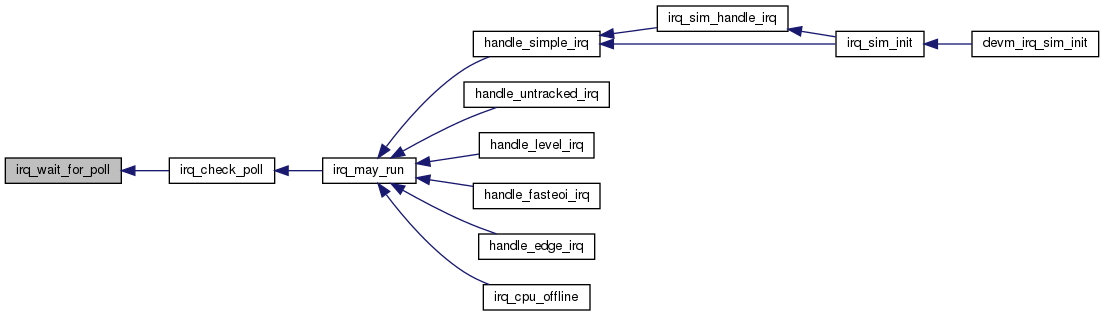 irq_wait_for_poll
irq_check_poll
irq_may_run
handle_simple_irq
irq_sim_handle_irq
irq_sim_init
devm_irq_sim_init
handle_untracked_irq
handle_level_irq
handle_fasteoi_irq
handle_edge_irq
irq_cpu_offline